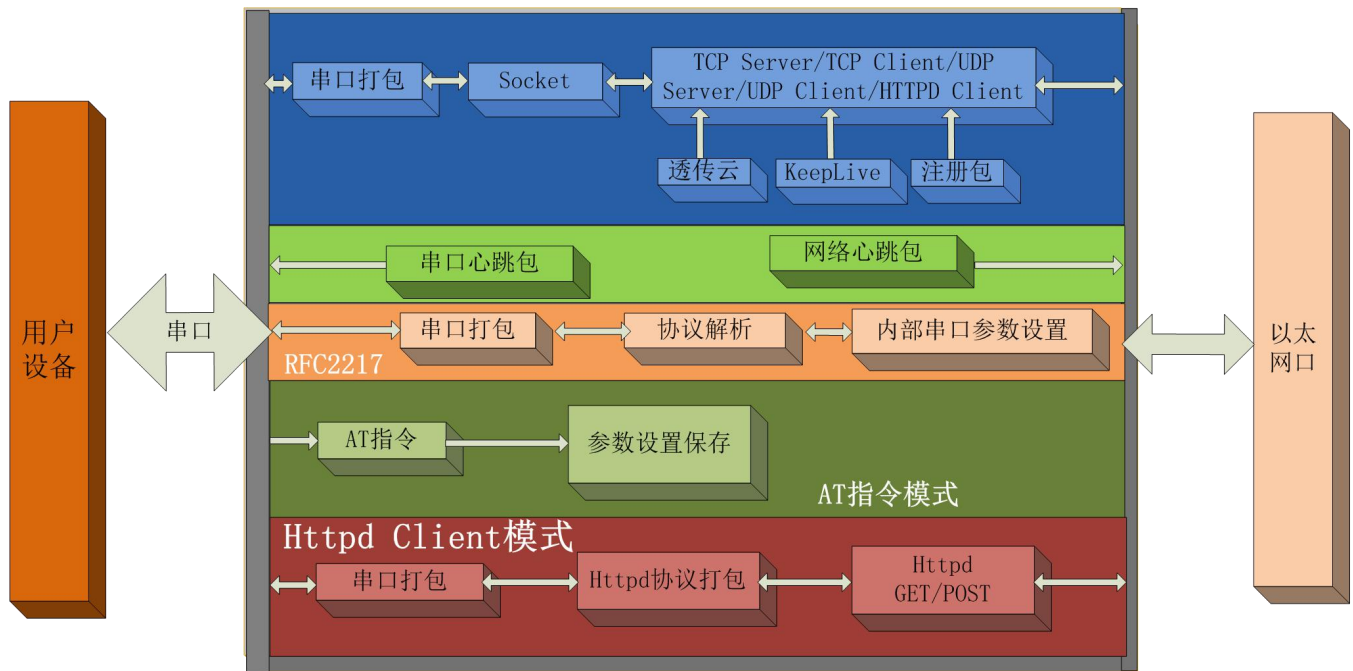 串口打包
Socket
TCP Server/TCP Client/UDP
Server/UDP Client/HTTPD Client
透传云
KeepLive
注册包
串口心跳包
网络心跳包
用户
设备
串口
串口打包
协议解析
内部串口参数设置
RFC2217
以太
网口
AT指令
参数设置保存
AT指令模式
Httpd Client模式
串口打包
Httpd协议打包
Httpd
GET/POST